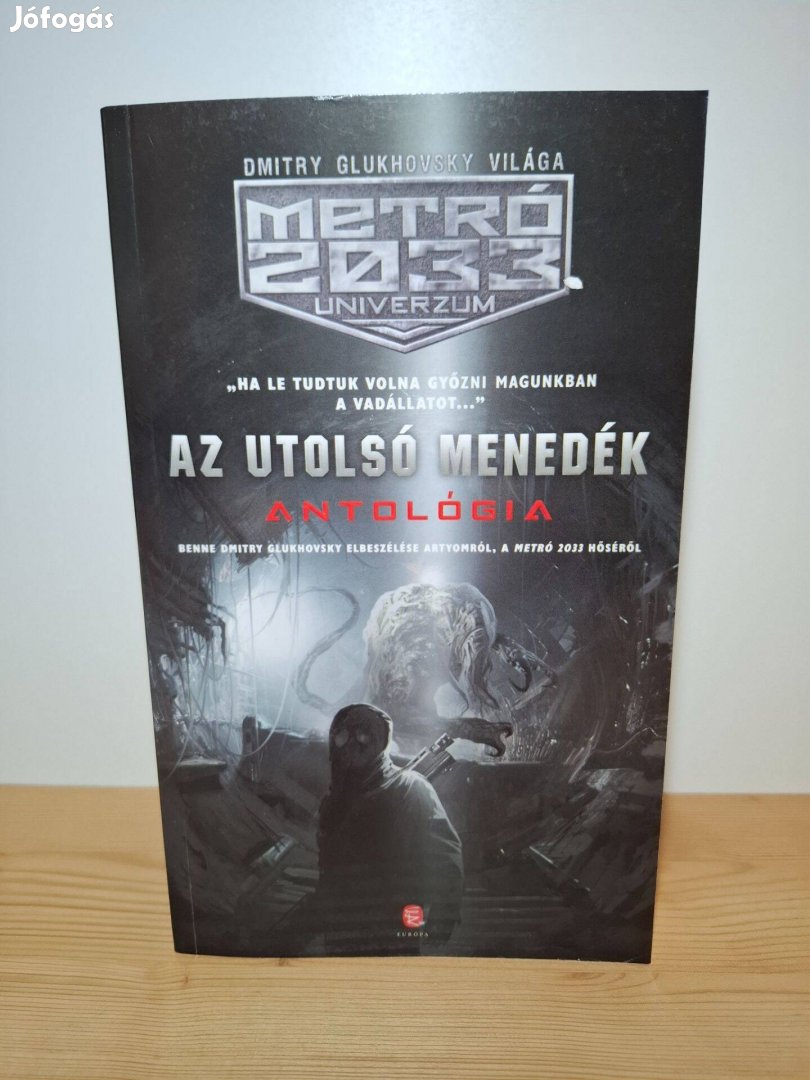 Jófogás
DMITRY GLUKHOVSKY VILÁGA
METRÓ
2033
UNIVERZUM
„HA LE TUDTUK VOLNA GYŐZNI MAGUNKBAN
A VADÁLLATOT...”
AZ UTOLSÓ MENEDÉK
ANTOLÓGIA
BENNE DMITRY GLUKHOVSKY ELBESZÉLÉSE ARTYOMRÓL, A METRÓ 2033 HŐSÉRŐL
EURÓPA